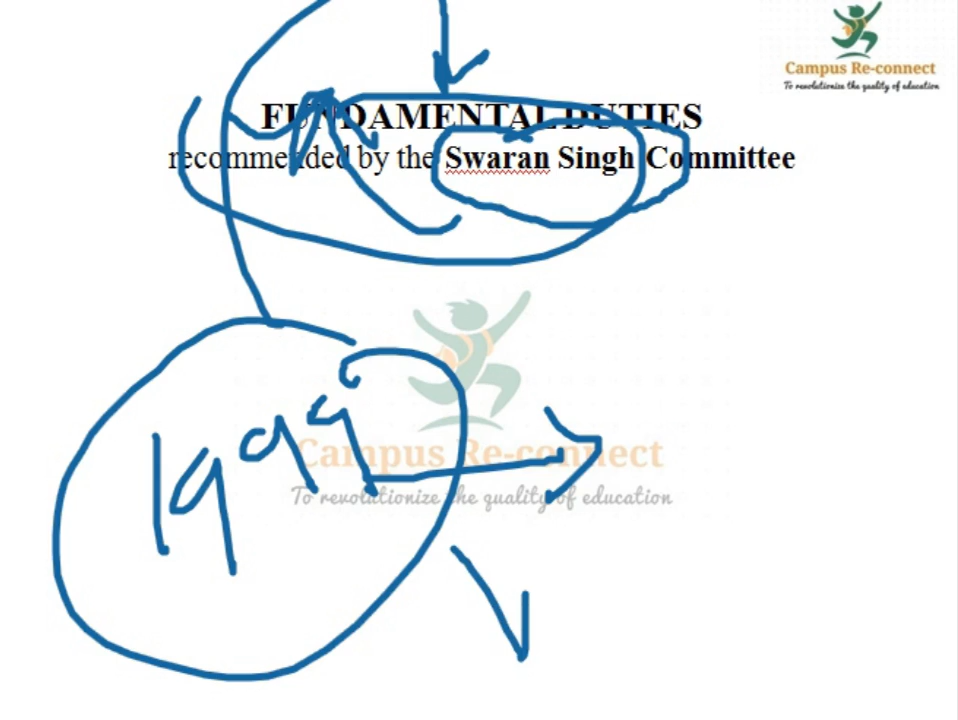 Campus Re-connect
To revolutionize the quality of education
FUNDAMENTAL DUTIES
recommended by the Swaran Singh Committee
1999
Campus Re-connect
To revolutionize the quality of education